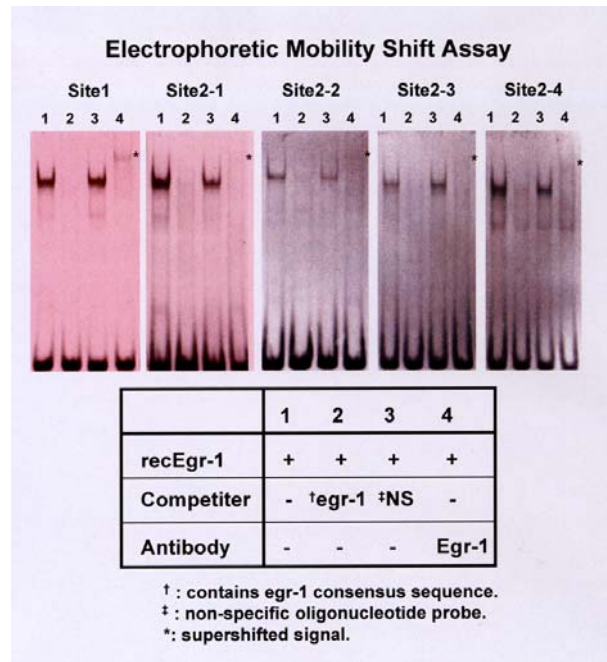 Electrophoretic Mobility Shift Assay
Site1 Site2-1 Site2-2 Site2-3 Site2-4
1 2 3 4 1 2 3 4 1 2 3 4 1 2 3 4 1 2 3 4
* * * * *
1 2 3 4
recEgr-1 + + + +
Competiter - †egr-1 ‡NS -
Antibody - - - Egr-1
† : contains egr-1 consensus sequence.
‡ : non-specific oligonucleotide probe.
*: supershifted signal.